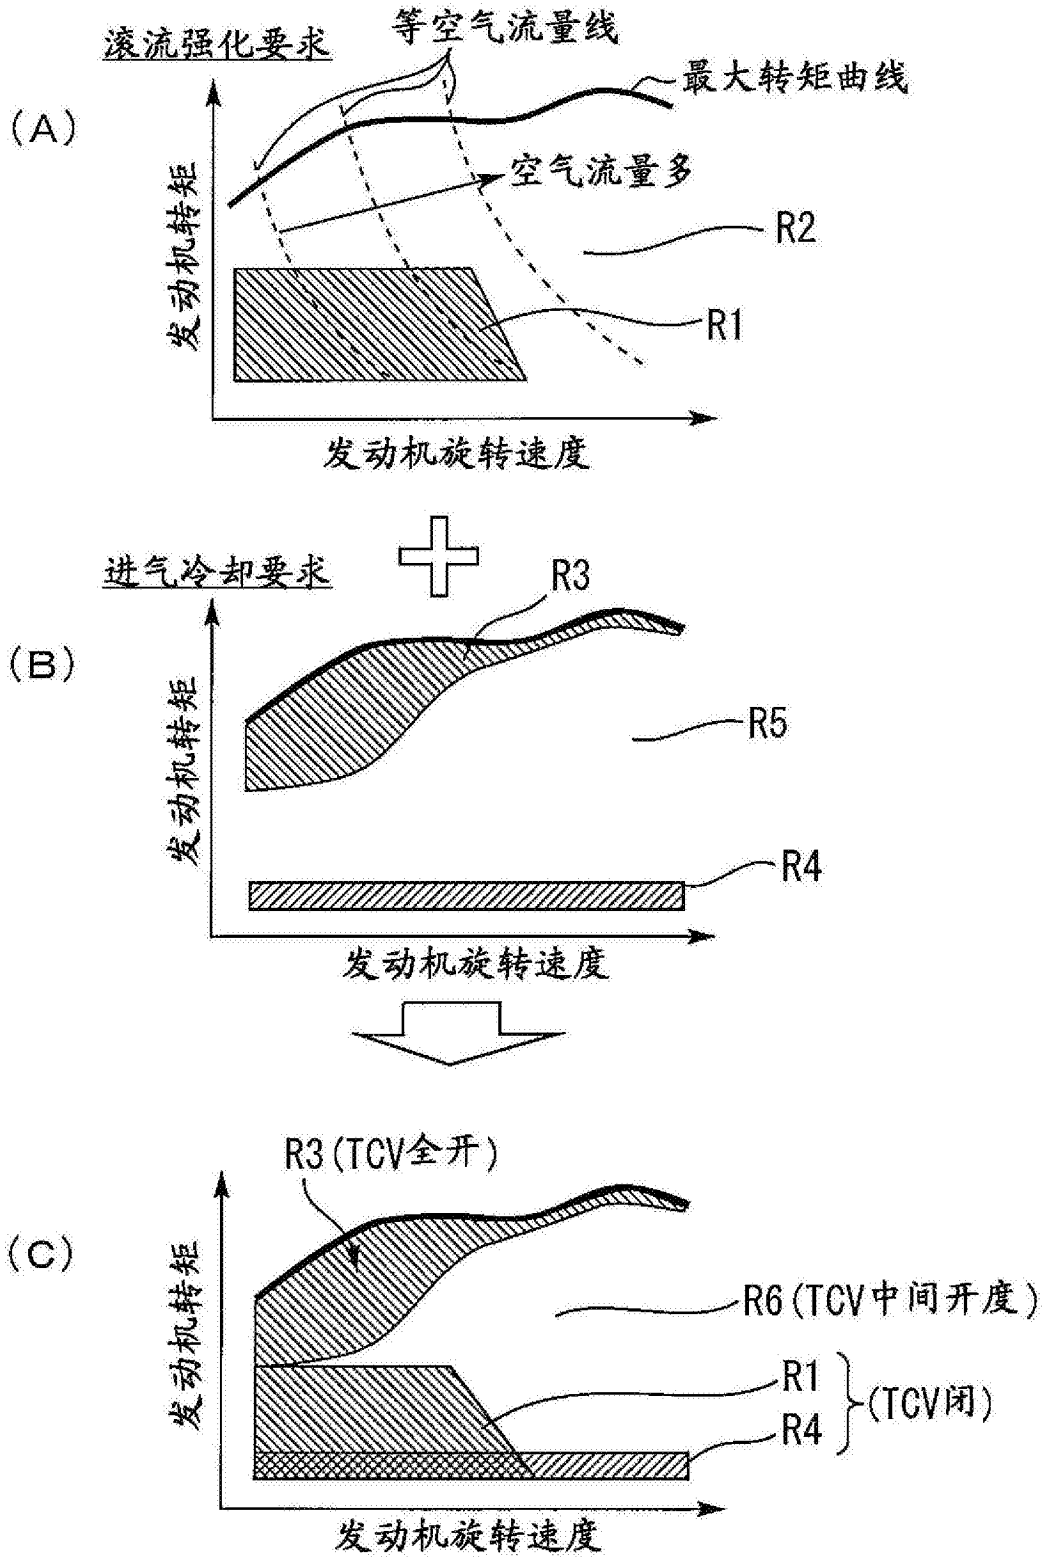 滚流强化要求
等空气流量线
最大转矩曲线
(A)
空气流量多
发动机转矩
R2
R1
发动机旋转速度
进气冷却要求
R3
(B)
发动机转矩
R5
R4
发动机旋转速度
R3(TCV全开)
(C)
发动机转矩
R6(TCV中间开度)
R1
(TCV闭)
R4
发动机旋转速度